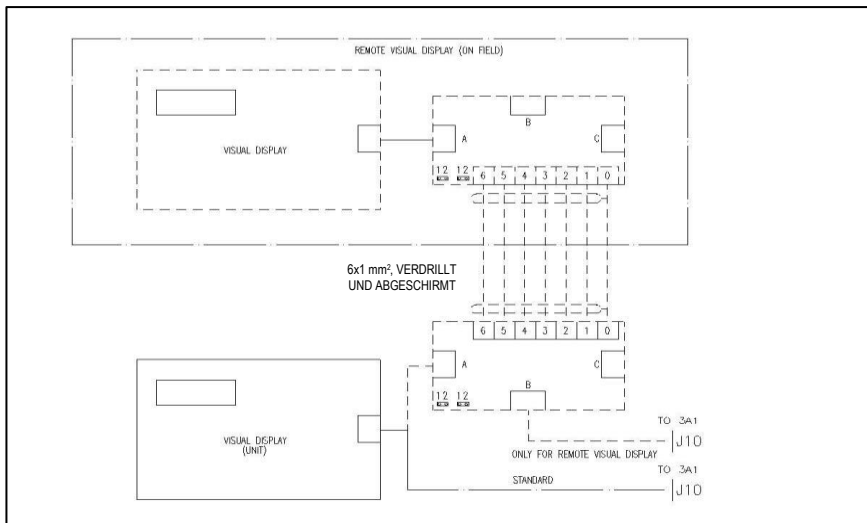 REMOTE VISUAL DISPLAY (ON FIELD)
B
A
C
VISUAL DISPLAY
12 12
6 5 4 3 2 1 0
6x1 mm², VERDRILLT
UND ABGESCHIRMT
6 5 4 3 2 1 0
A
C
B
12 12
TO 3A1
J10
VISUAL DISPLAY
(UNIT)
ONLY FOR REMOTE VISUAL DISPLAY
TO 3A1
STANDARD
J10